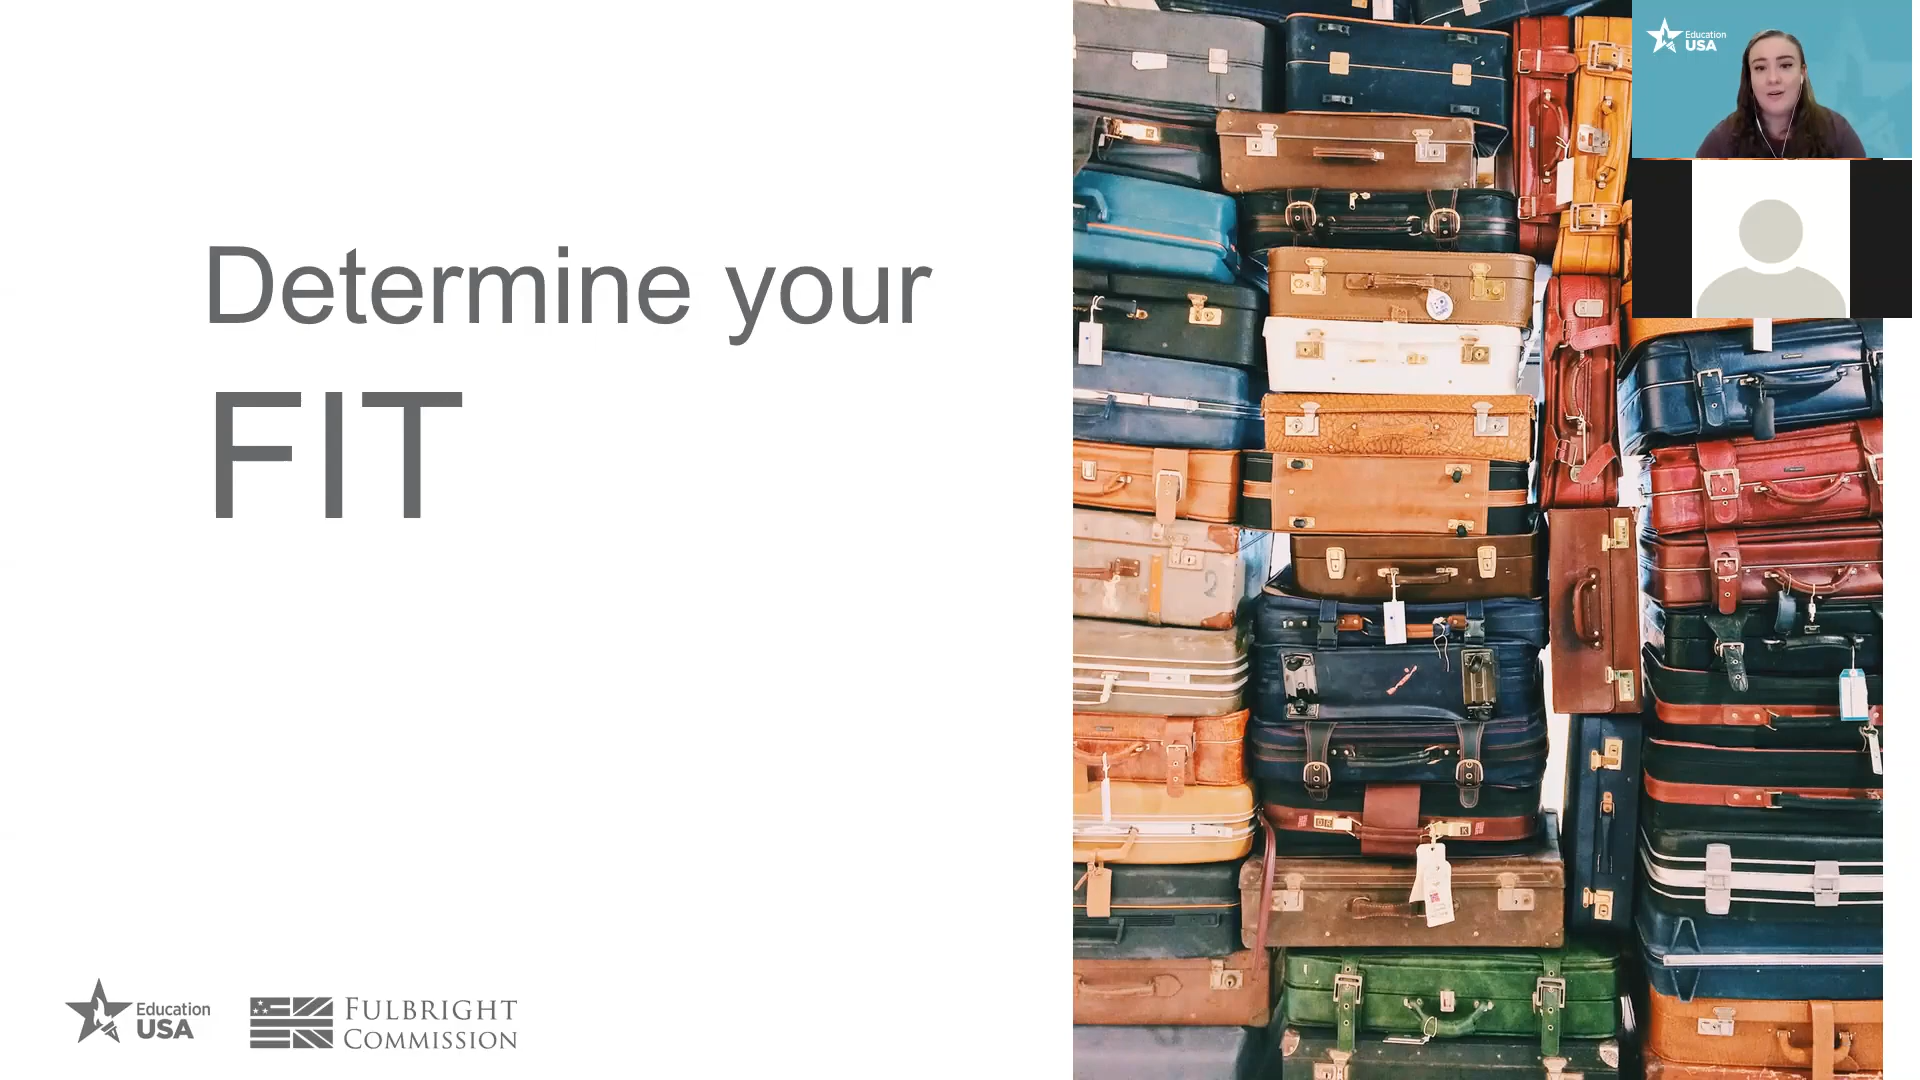 Determine your
FIT
Education
USA
Education
USA
FULBRIGHT
COMMISSION